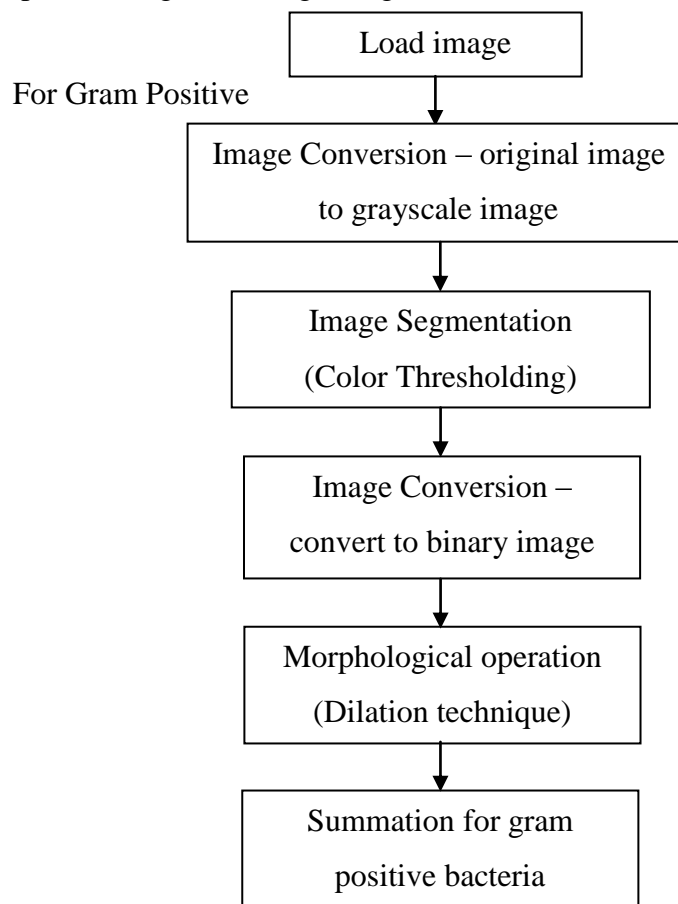 Load image
For Gram Positive
Image Conversion – original image
to grayscale image
Image Segmentation
(Color Thresholding)
Image Conversion –
convert to binary image
Morphological operation
(Dilation technique)
Summation for gram
positive bacteria